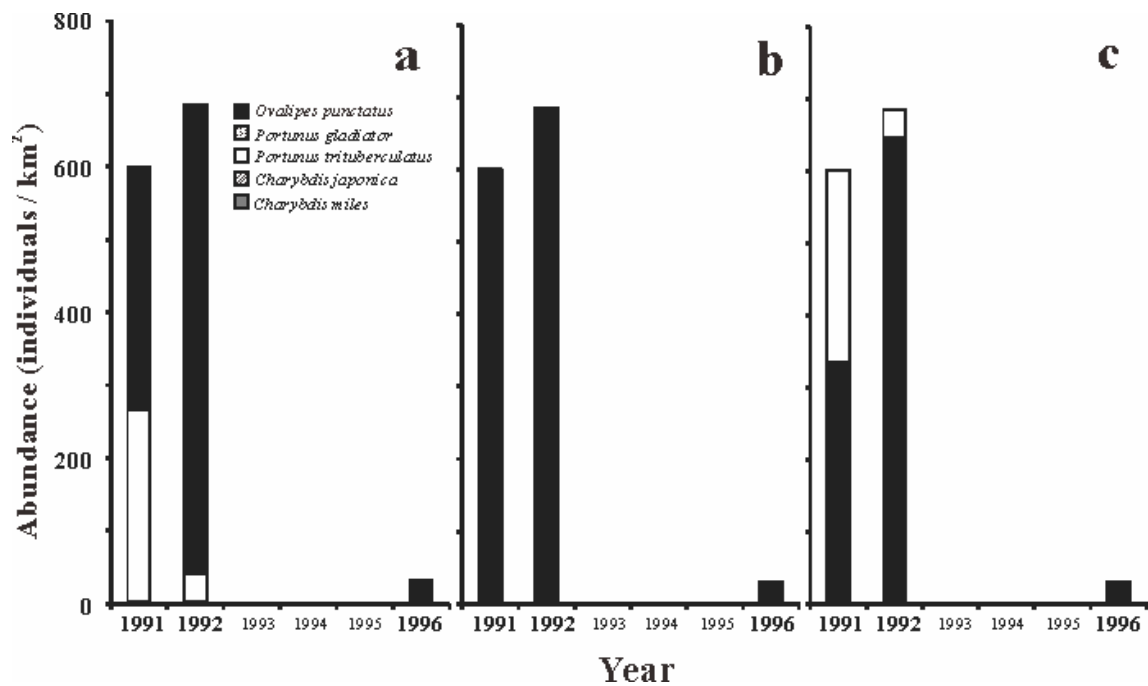 800
a
b
c
Ovalipes punctatus
Portunus gladiator
Portunus trituberculatus
Charybdis japonica
Charybdis miles
600
400
200
0
Abundance (individuals / km²)
1991 1992 1993 1994 1995 1996
1991 1992 1993 1994 1995 1996
1991 1992 1993 1994 1995 1996
Year